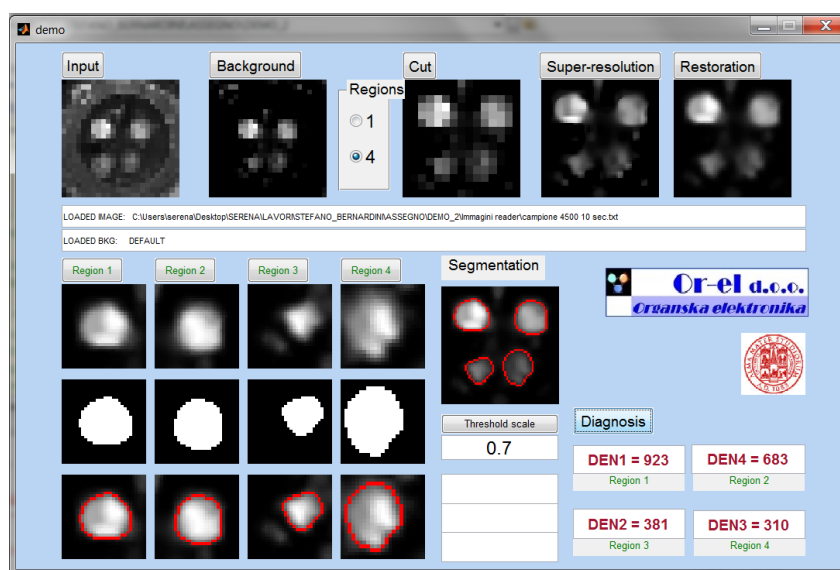 demo
Input
Background
Regions
1
4
Cut
Super-resolution
Restoration
LOADED IMAGE: C:\Users\serena\Desktop\SERENA\LAVORI\STEFANO_BERNARDINI\ASSEGNO\DEMO_2\Immagini reader\campione 4500 10 sec.txt
LOADED BKG: DEFAULT
Region 1
Region 2
Region 3
Region 4
Segmentation
Or-el d.o.o.
Organska elektronika
Threshold scale
0.7
Diagnosis
DEN1 = 923
Region 1
DEN4 = 683
Region 2
DEN2 = 381
Region 3
DEN3 = 310
Region 4